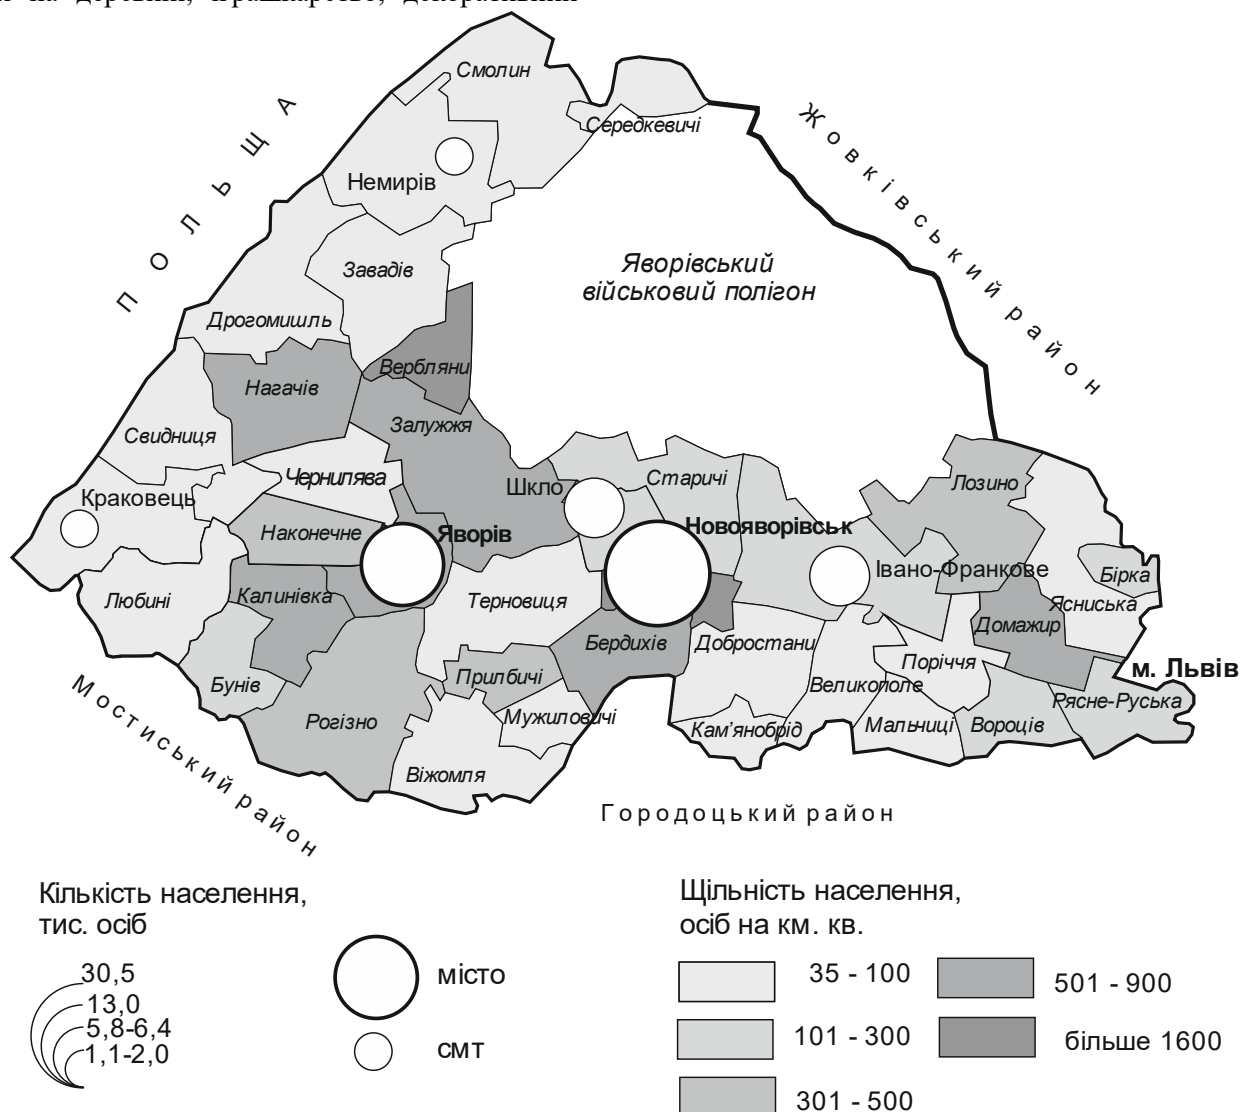 на деревині, іграшкарство, декоративний
Смолин
Середкевичі
Немирів
ПОЛЬЩА
Жовківський район
Завадів
Яворівський
військовий полігон
Дрогомишль
Вербляни
Нагачів
Залужжя
Свидниця
Чернилява
Краковець
Шкло
Старичі
Лозино
Наконечне
Яворів
Новояворівськ
Івано-Франкове
Бірка
Любині
Калинівка
Терновиця
Ясниська
Бердихів
Добростани
Домажир
Бунів
Прилбичі
Поріччя
м. Львів
Великополе
Рясне-Руська
Рогізно
Мужиловичі
Кам’янобрід
Мальчиці
Вороців
Віжомля
Мостиський район
Городоцький район
Кількість населення,
тис. осіб
30,5
13,0
5,8-6,4
1,1-2,0
місто
смт
Щільність населення,
осіб на км. кв.
35 - 100
101 - 300
301 - 500
501 - 900
більше 1600